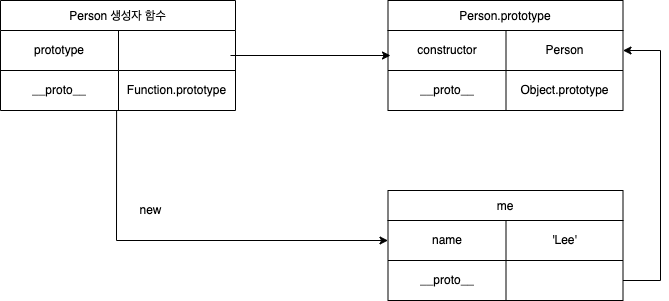 Person 생성자 함수
prototype
__proto__ Function.prototype
Person.prototype
constructor Person
__proto__ Object.prototype
new
me
name 'Lee'
__proto__